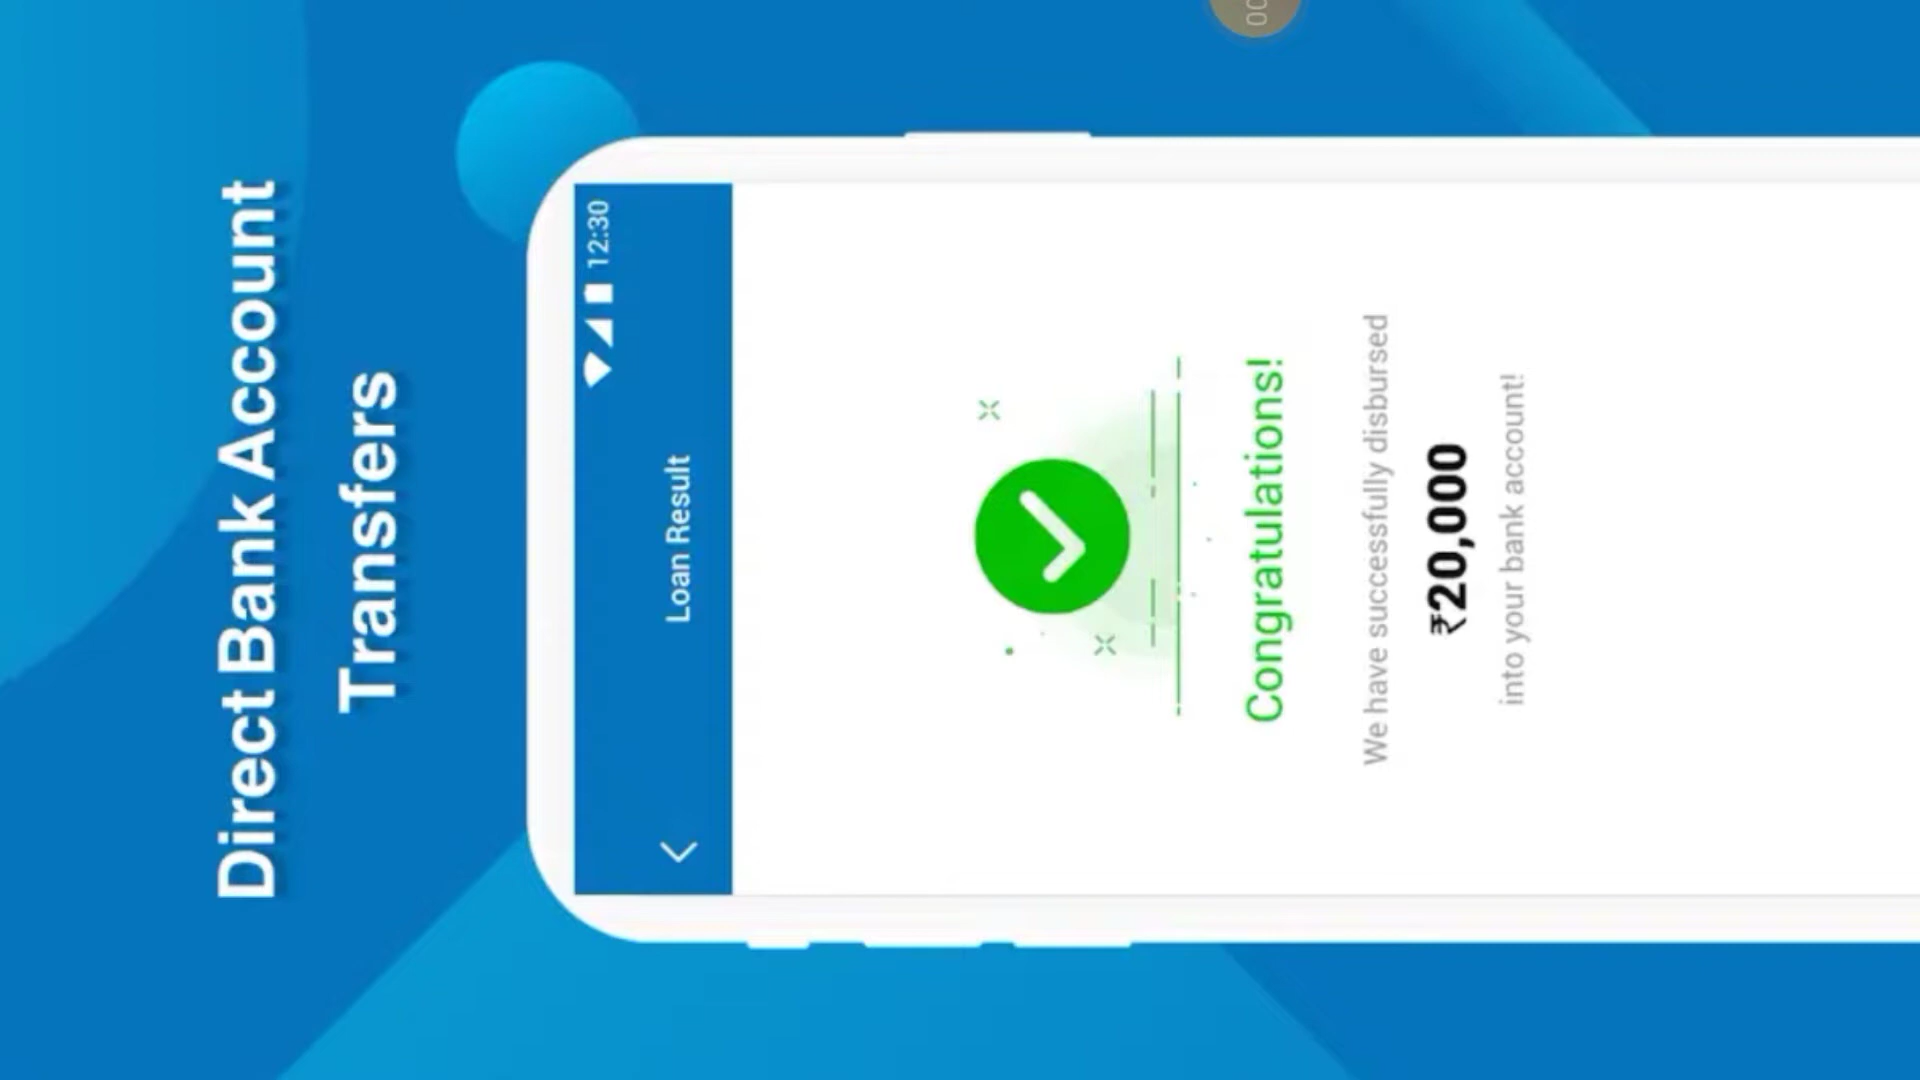 Direct Bank Account
Transfers
12:30
Loan Result
Congratulations!
We have successfully disbursed
₹20,000
into your bank account!
00